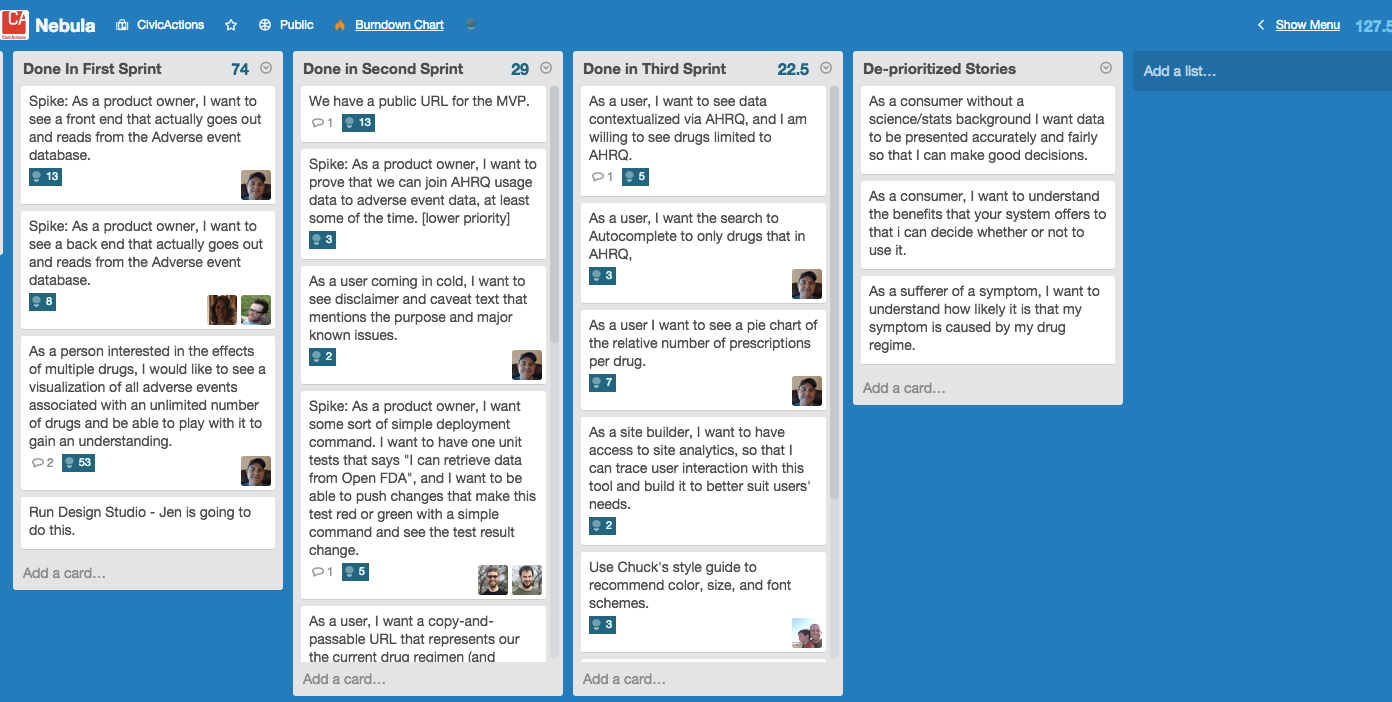 CA
CivicActions
Nebula
CivicActions
Public
Burndown Chart
Show Menu
127.5
Done In First Sprint
74
Spike: As a product owner, I want to
see a front end that actually goes out
and reads from the Adverse event
database.
13
Spike: As a product owner, I want to
see a back end that actually goes out
and reads from the Adverse event
database.
8
As a person interested in the effects
of multiple drugs, I would like to see a
visualization of all adverse events
associated with an unlimited number
of drugs and be able to play with it to
gain an understanding.
2
53
Run Design Studio - Jen is going to
do this.
Add a card...
Done in Second Sprint
29
We have a public URL for the MVP.
1
13
Spike: As a product owner, I want to
prove that we can join AHRQ usage
data to adverse event data, at least
some of the time. [lower priority]
3
As a user coming in cold, I want to
see disclaimer and caveat text that
mentions the purpose and major
known issues.
2
Spike: As a product owner, I want
some sort of simple deployment
command. I want to have one unit
tests that says "I can retrieve data
from Open FDA", and I want to be
able to push changes that make this
test red or green with a simple
command and see the test result
change.
1
5
As a user, I want a copy-and-
passable URL that represents our
the current drug regimen (and
Add a card...
Done in Third Sprint
22.5
As a user, I want to see data
contextualized via AHRQ, and I am
willing to see drugs limited to
AHRQ.
1
5
As a user, I want the search to
Autocomplete to only drugs that in
AHRQ,
3
As a user I want to see a pie chart of
the relative number of prescriptions
per drug.
7
As a site builder, I want to have
access to site analytics, so that I
can trace user interaction with this
tool and build it to better suit users'
needs.
2
Use Chuck's style guide to
recommend color, size, and font
schemes.
3
Add a card...
De-prioritized Stories
As a consumer without a
science/stats background I want data
to be presented accurately and fairly
so that I can make good decisions.
As a consumer, I want to understand
the benefits that your system offers to
that i can decide whether or not to
use it.
As a sufferer of a symptom, I want to
understand how likely it is that my
symptom is caused by my drug
regime.
Add a card...
Add a list...